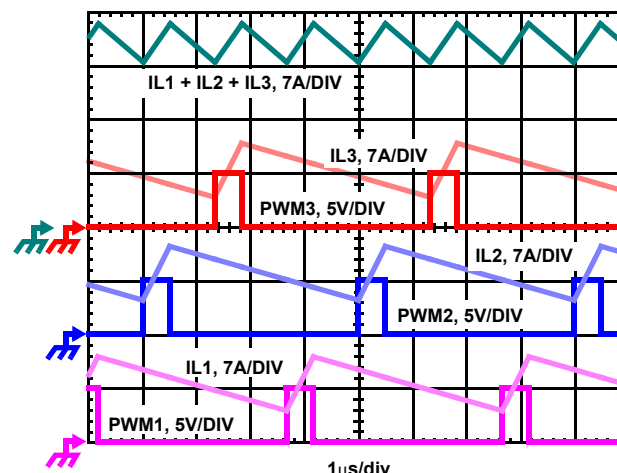 IL1 + IL2 + IL3, 7A/DIV
IL3, 7A/DIV
PWM3, 5V/DIV
IL2, 7A/DIV
PWM2, 5V/DIV
IL1, 7A/DIV
PWM1, 5V/DIV
1μs/div